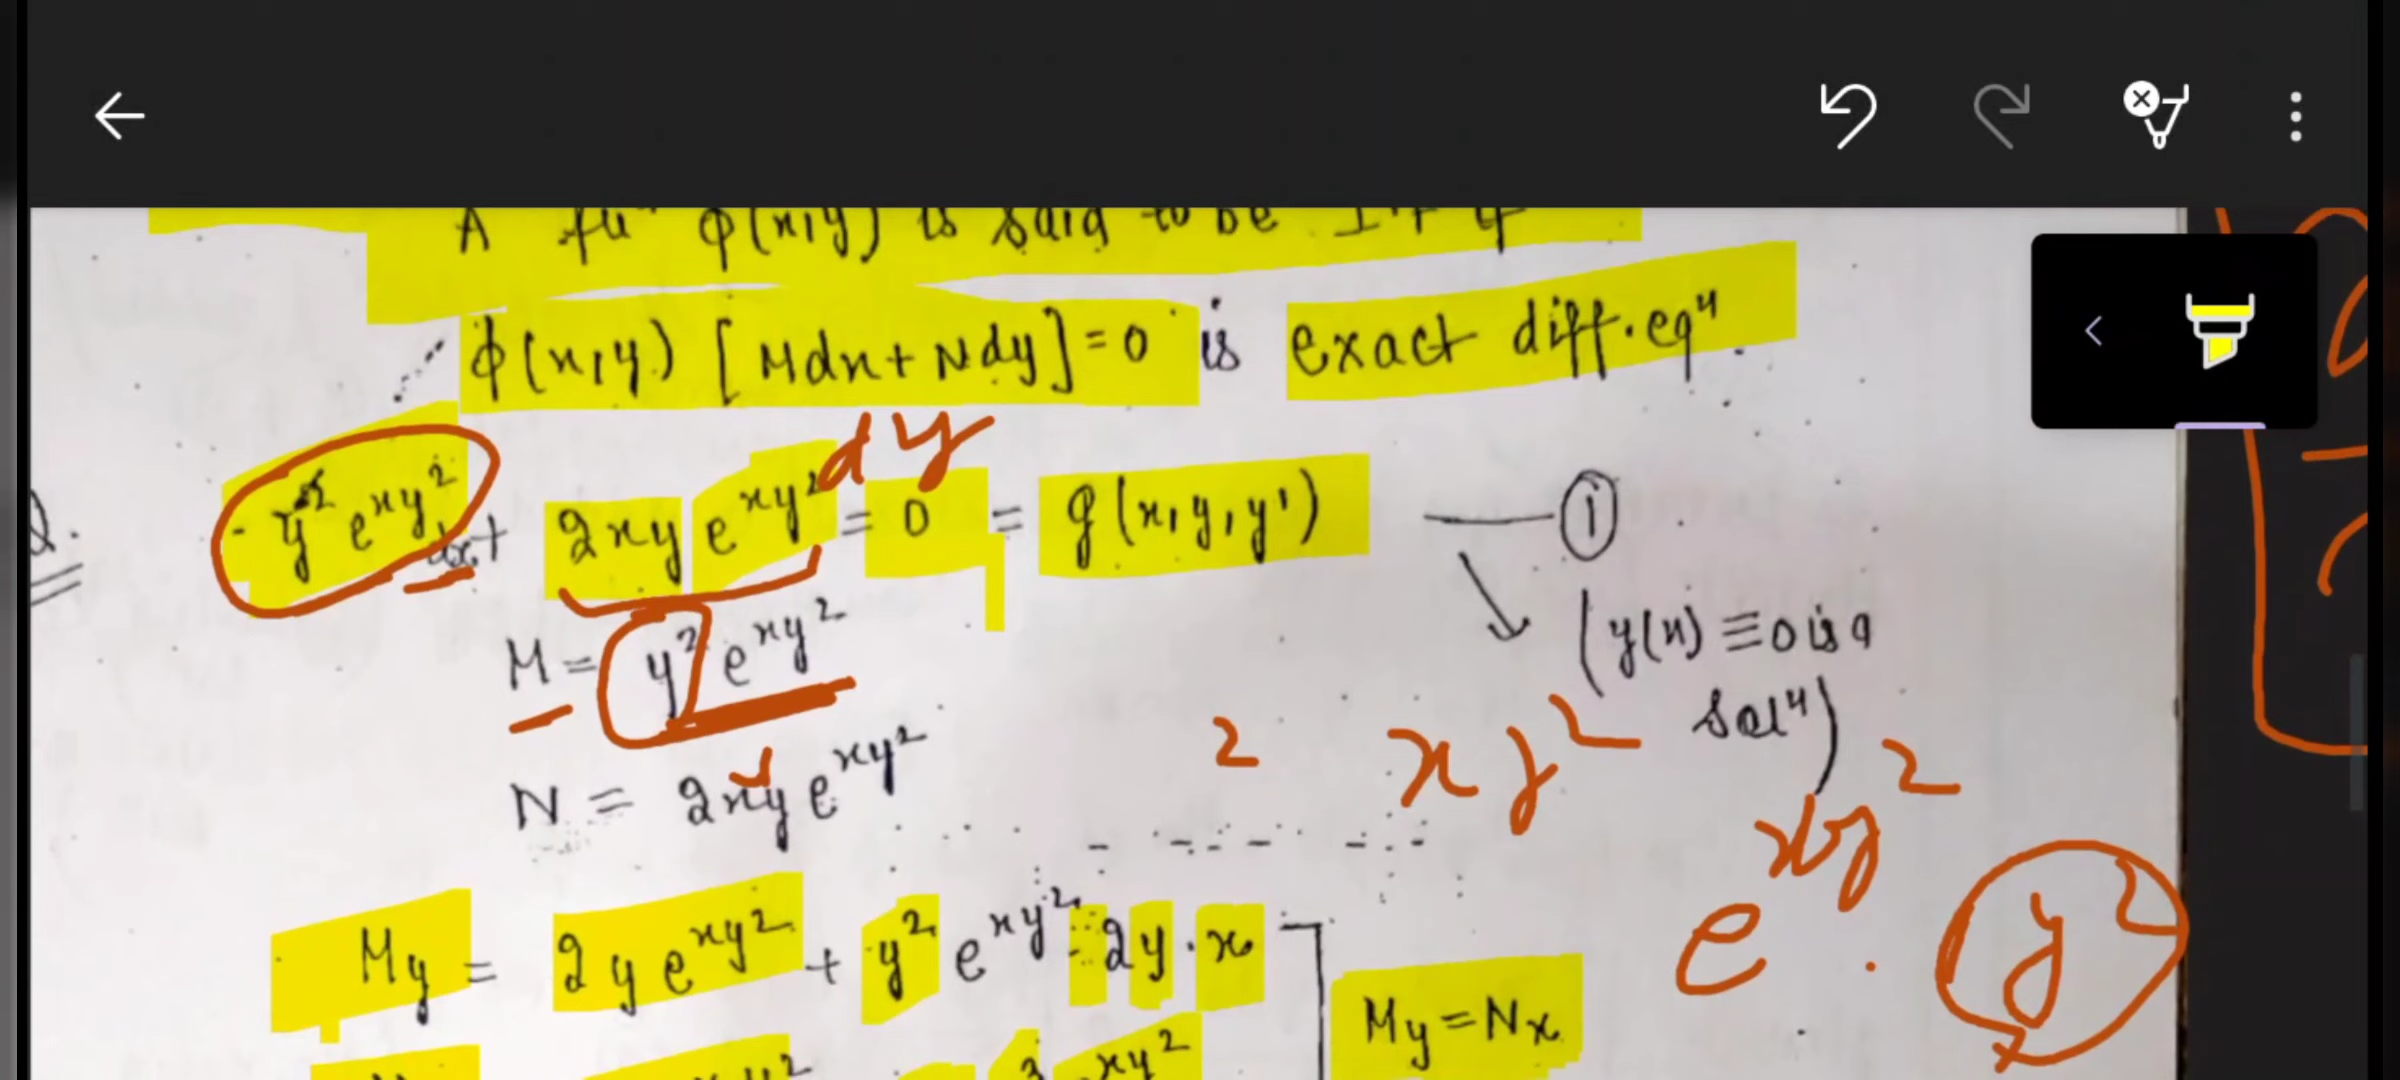 A fn ϕ(x,y) is said to be I.F if
ϕ(x,y) [Mdx + Ndy] = 0 is exact diff. eqn.
Q. y² e^{xy²} dx + 2xy e^{xy²} dy = 0 = g(x,y,y') — ①
M = y² e^{xy²}
(y(x) ≡ 0 is a
soln)
N = 2xy e^{xy²}
2 xy²
e^{xy²} · y²
My = 2y e^{xy²} + y² e^{xy²} · 2y · x
My = Nx